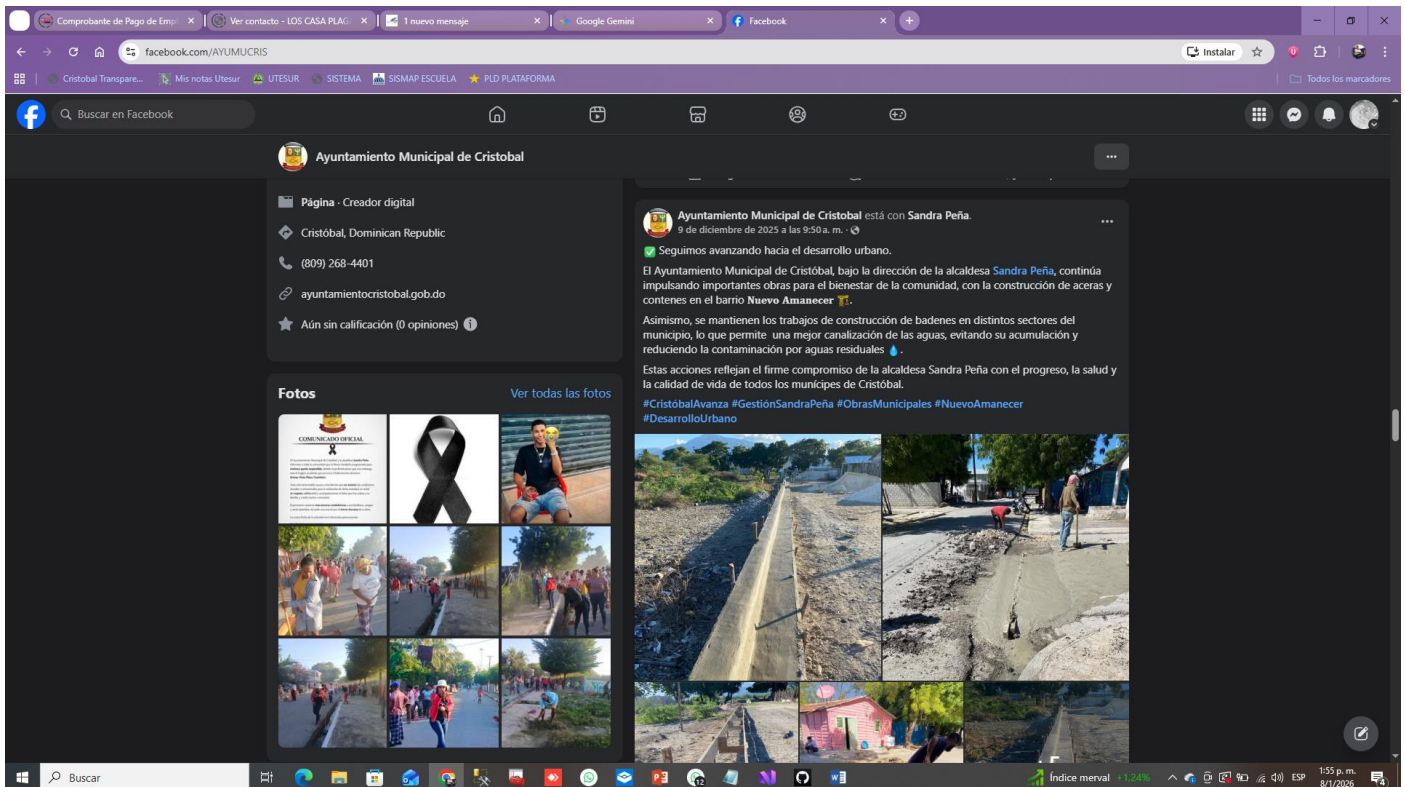 Comprobante de Pago de Empl
Ver contacto - LOS CASA PLAG
1 nuevo mensaje
Google Gemini
Facebook
facebook.com/AYUMUCRIS
Instalar
Cristobal Transpare...
Mis notas Utesur
UTESUR
SISTEMA
SISMAP ESCUELA
PLD PLATAFORMA
Todos los marcadores
Buscar en Facebook
Ayuntamiento Municipal de Cristobal
Página · Creador digital
Cristóbal, Dominican Republic
(809) 268-4401
ayuntamientocristobal.gob.do
Aún sin calificación (0 opiniones)
Fotos
Ver todas las fotos
COMUNICADO OFICIAL
Ayuntamiento Municipal de Cristobal está con Sandra Peña.
9 de diciembre de 2025 a las 9:50 a. m. ·
✅ Seguimos avanzando hacia el desarrollo urbano.
El Ayuntamiento Municipal de Cristóbal, bajo la dirección de la alcaldesa Sandra Peña, continúa
impulsando importantes obras para el bienestar de la comunidad, con la construcción de aceras y
contenes en el barrio Nuevo Amanecer 🏗️.
Asimismo, se mantienen los trabajos de construcción de badenes en distintos sectores del
municipio, lo que permite una mejor canalización de las aguas, evitando su acumulación y
reduciendo la contaminación por aguas residuales 💧.
Estas acciones reflejan el firme compromiso de la alcaldesa Sandra Peña con el progreso, la salud y
la calidad de vida de todos los munícipes de Cristóbal.
#CristóbalAvanza #GestiónSandraPeña #ObrasMunicipales #NuevoAmanecer
#DesarrolloUrbano
Buscar
Índice merval +1,24%
ESP
1:55 p. m.
8/1/2026